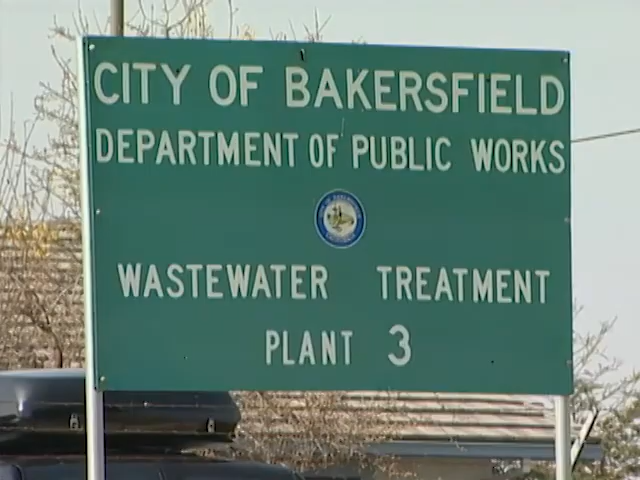 CITY OF BAKERSFIELD
DEPARTMENT OF PUBLIC WORKS
WASTEWATER TREATMENT
PLANT 3